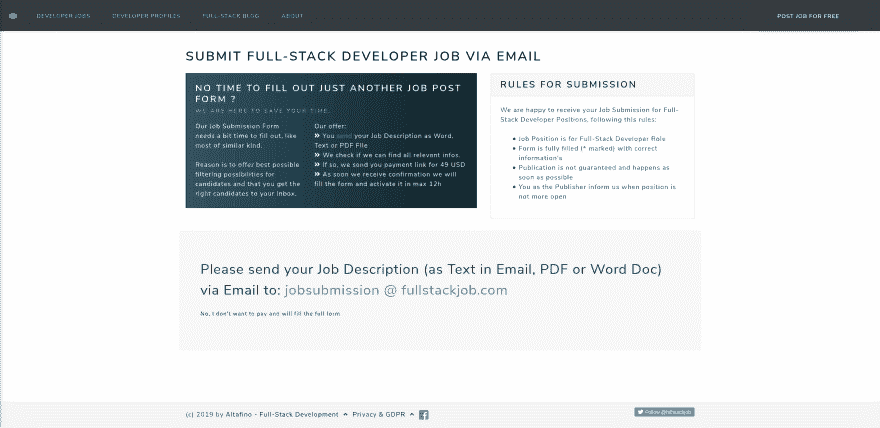 DEVELOPER JOBS DEVELOPER PROFILES FULL-STACK BLOG ABOUT POST JOB FOR FREE
SUBMIT FULL-STACK DEVELOPER JOB VIA EMAIL
NO TIME TO FILL OUT JUST ANOTHER JOB POST
FORM ?
WE ARE HERE TO SAVE YOUR TIME.
Our Job Submission Form
needs a bit time to fill out, like
most of similar kind.
Reason is to offer best possible
filtering possibilities for
candidates and that you get the
right candidates to your inbox.
Our offer:
» You send your Job Description as Word,
Text or PDF File
» We check if we can find all relevant infos.
» If so, we send you payment link for 49 USD
» As soon we receive confirmation we will
fill the form and activate it in max 12h
RULES FOR SUBMISSION
We are happy to receive your Job Submission for Full-
Stack Developer Positions, following this rules:
• Job Position is for Full-Stack Developer Role
• Form is fully filled (* marked) with correct
information's
• Publication is not guaranteed and happens as
soon as possible
• You as the Publisher inform us when position is
not more open
Please send your Job Description (as Text in Email, PDF or Word Doc)
via Email to: jobsubmission @ fullstackjob.com
No, I don't want to pay and will fill the full form
(c) 2019 by Altafino - Full-Stack Development ^ Privacy & GDPR ^
Follow @fullstackjob